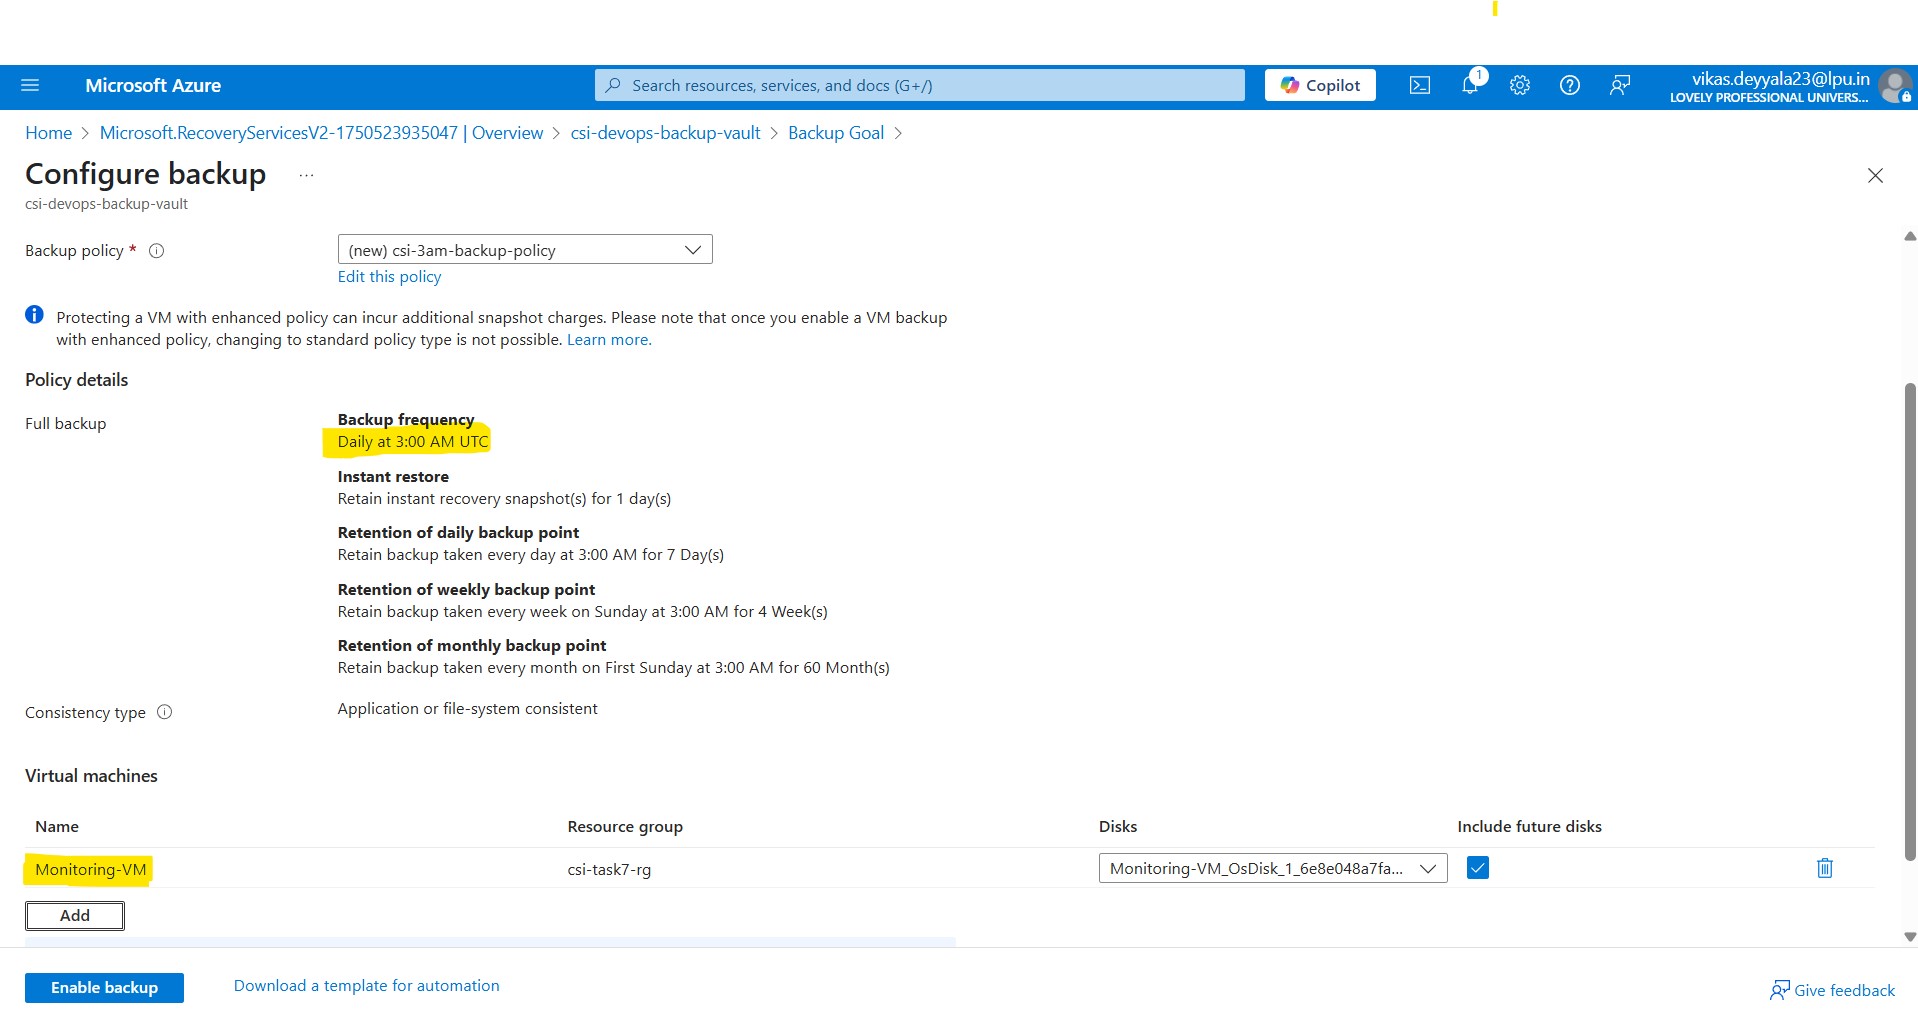 Microsoft Azure
Search resources, services, and docs (G+/)
Copilot
1
vikas.deyyala23@lpu.in
LOVELY PROFESSIONAL UNIVERS...
Home > Microsoft.RecoveryServicesV2-1750523935047 | Overview > csi-devops-backup-vault > Backup Goal >
Configure backup ...
csi-devops-backup-vault
Backup policy *
(new) csi-3am-backup-policy
Edit this policy
Protecting a VM with enhanced policy can incur additional snapshot charges. Please note that once you enable a VM backup
with enhanced policy, changing to standard policy type is not possible. Learn more.
Policy details
Full backup
Backup frequency
Daily at 3:00 AM UTC
Instant restore
Retain instant recovery snapshot(s) for 1 day(s)
Retention of daily backup point
Retain backup taken every day at 3:00 AM for 7 Day(s)
Retention of weekly backup point
Retain backup taken every week on Sunday at 3:00 AM for 4 Week(s)
Retention of monthly backup point
Retain backup taken every month on First Sunday at 3:00 AM for 60 Month(s)
Consistency type
Application or file-system consistent
Virtual machines
Name Resource group Disks Include future disks
Monitoring-VM csi-task7-rg Monitoring-VM_OsDisk_1_6e8e048a7fa...
Add
Enable backup
Download a template for automation
Give feedback